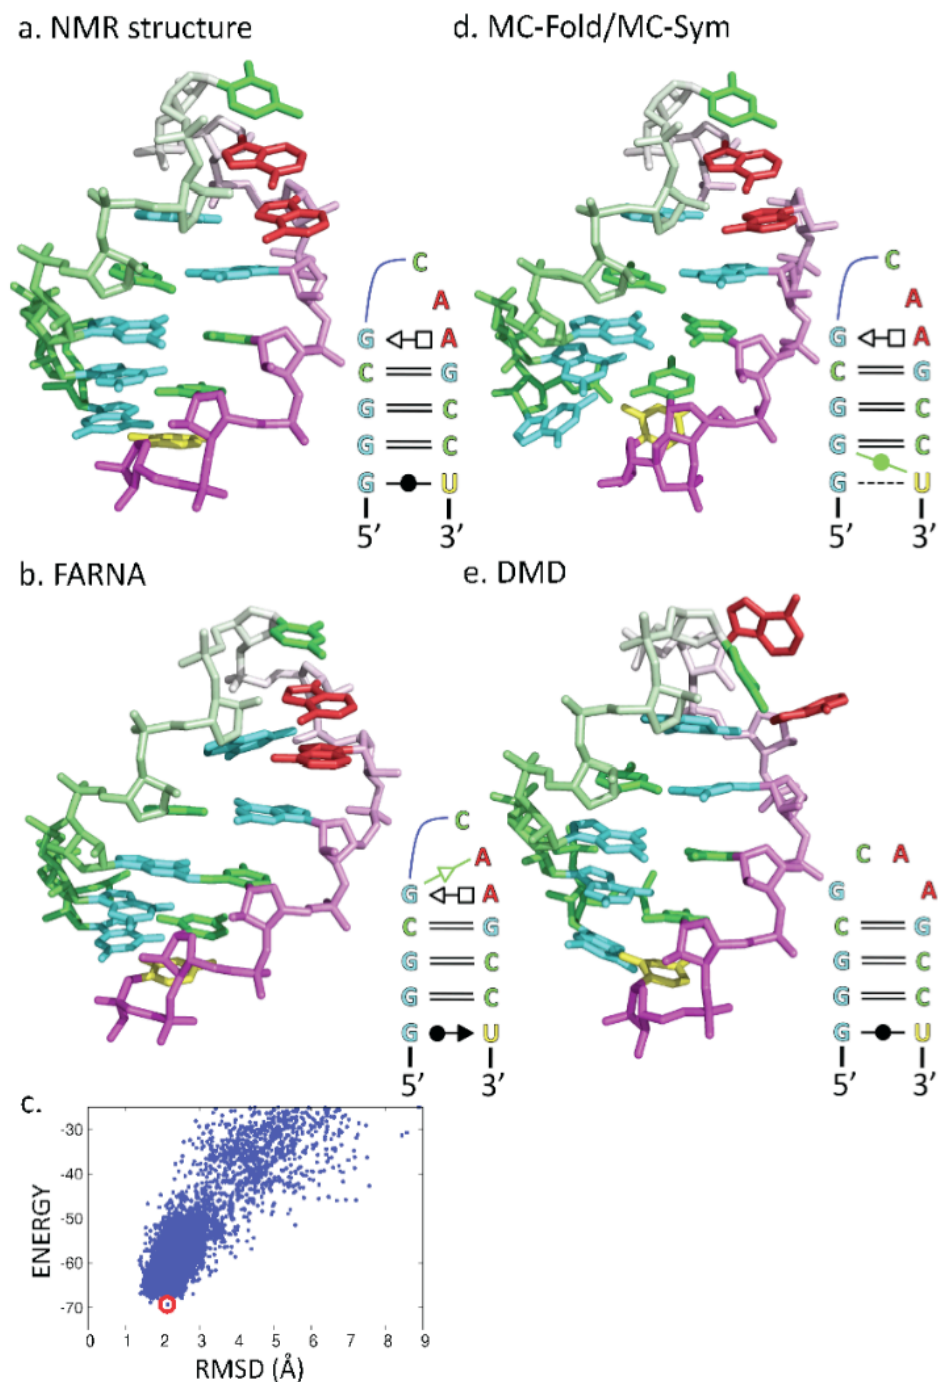 a. NMR structure
C
A
G A
C G
G C
G C
G U
5′ 3′
d. MC-Fold/MC-Sym
C
A
G A
C G
G C
G C
G U
5′ 3′
b. FARNA
C
A
G A
C G
G C
G C
G U
5′ 3′
e. DMD
C A
G A
C G
G C
G C
G U
5′ 3′
c.
ENERGY
-30
-40
-50
-60
-70
0 1 2 3 4 5 6 7 8 9
RMSD (Å)